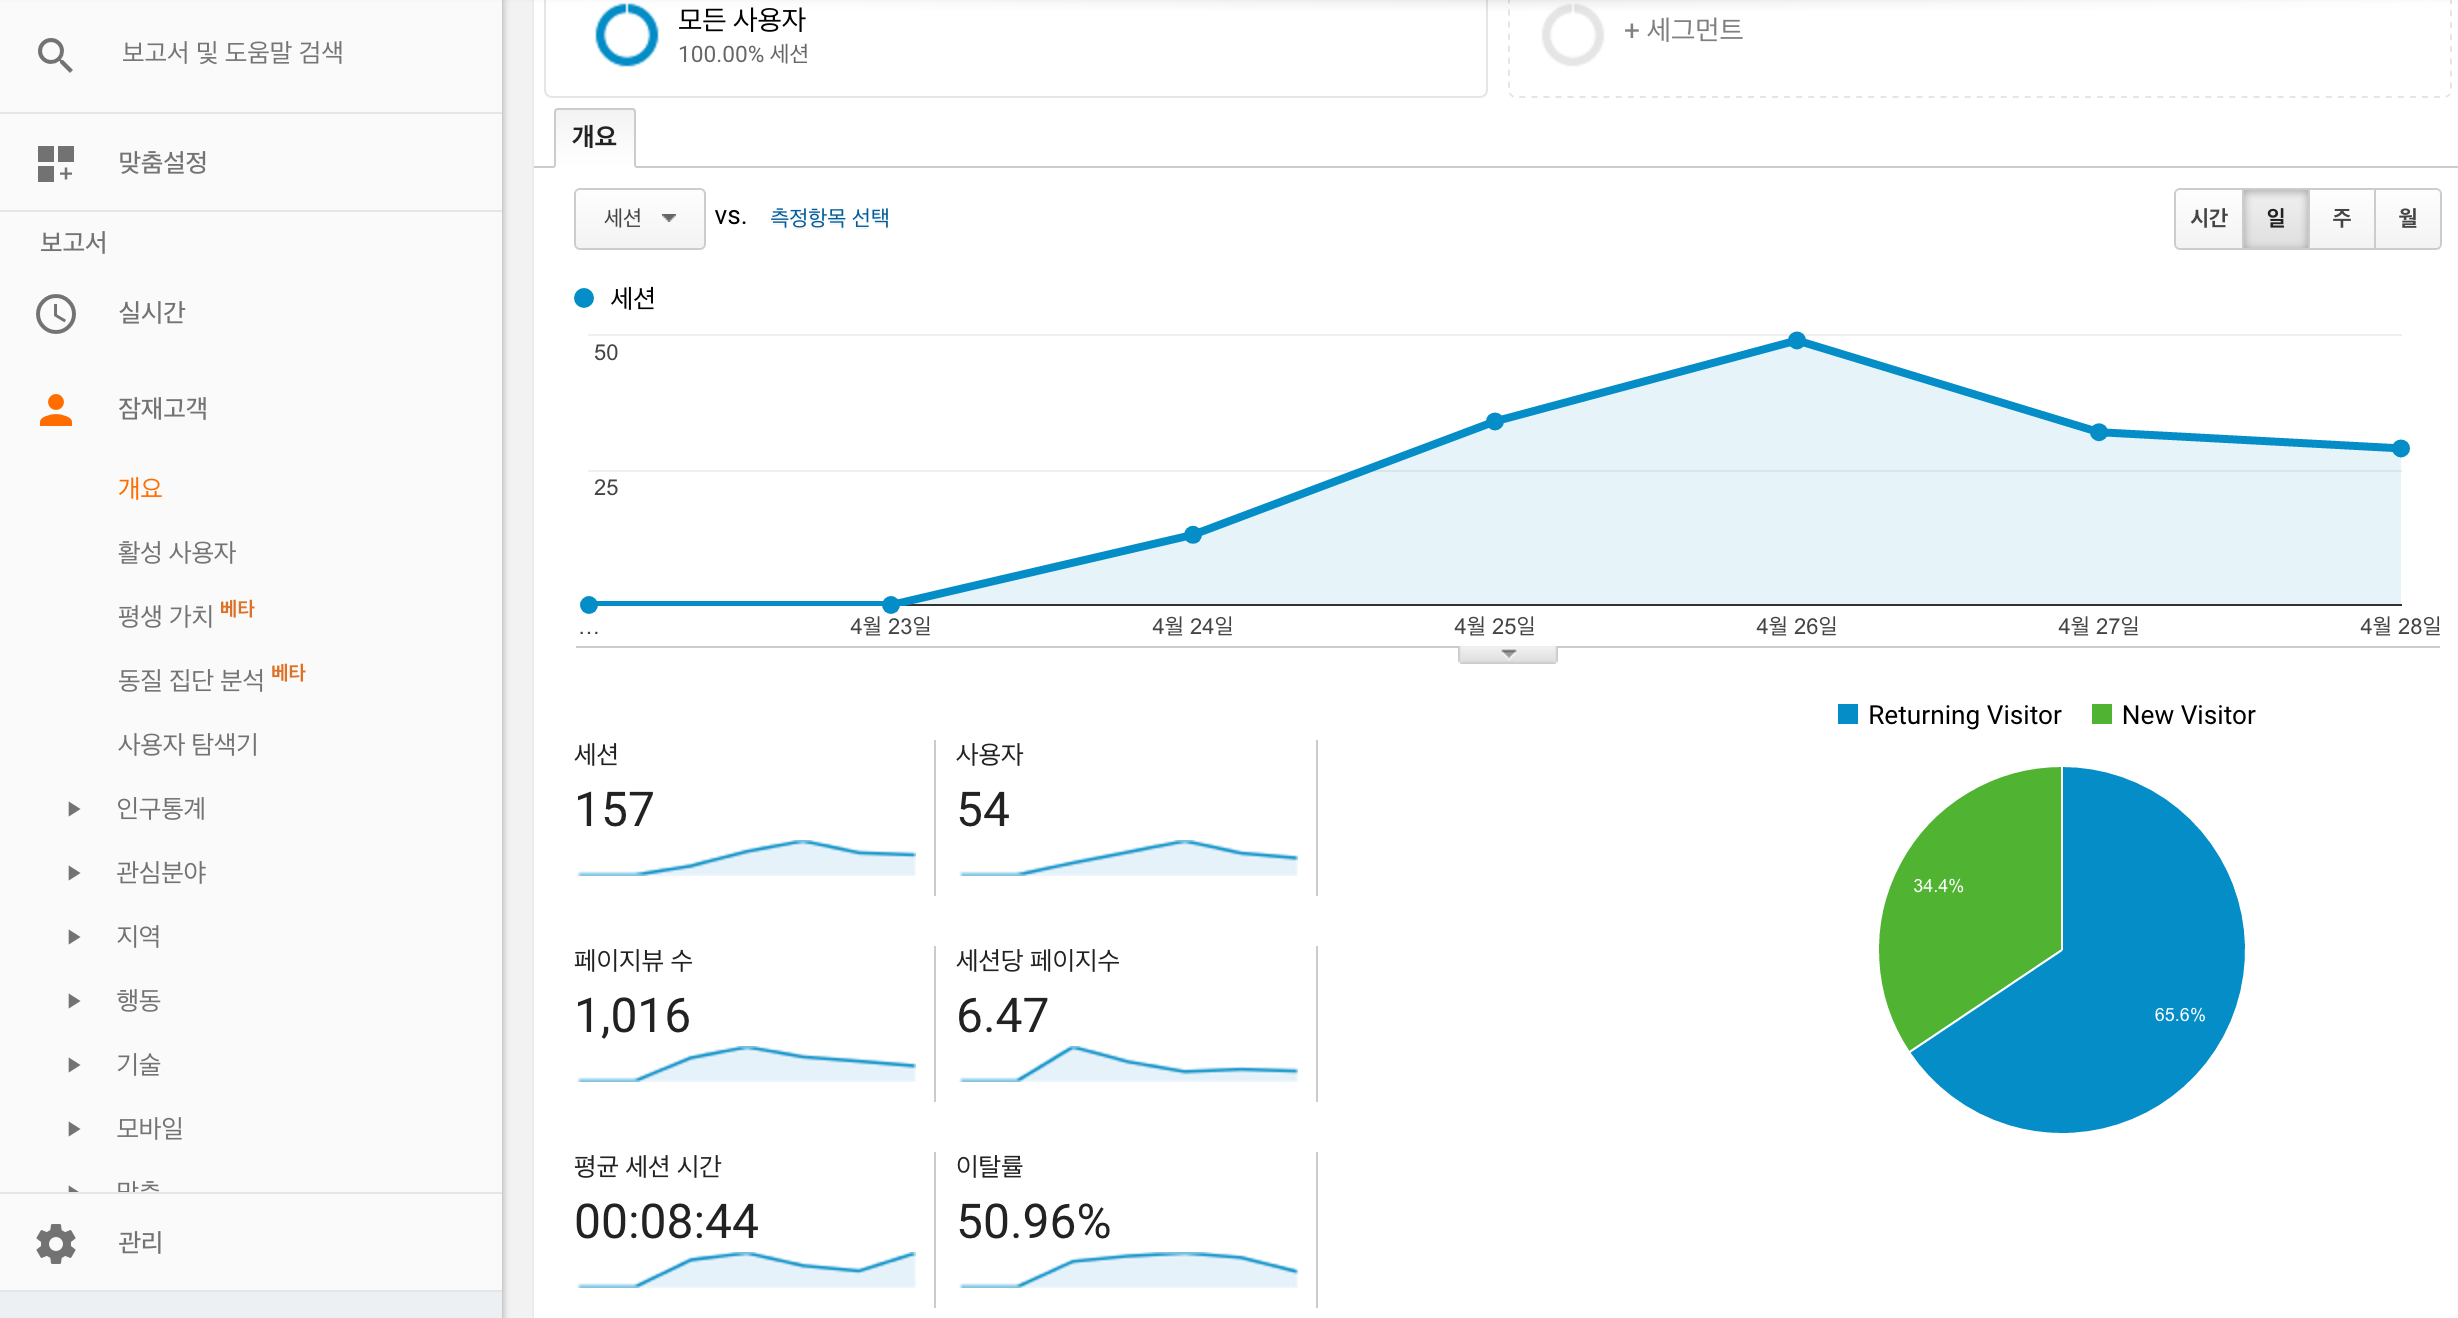 보고서 및 도움말 검색
맞춤설정
보고서
실시간
잠재고객
개요
활성 사용자
평생 가치 베타
동질 집단 분석 베타
사용자 탐색기
인구통계
관심분야
지역
행동
기술
모바일
관리
모든 사용자
100.00% 세션
+ 세그먼트
개요
세션 vs. 측정항목 선택
시간 일 주 월
세션
50
25
... 4월 23일 4월 24일 4월 25일 4월 26일 4월 27일 4월 28일
세션
157
사용자
54
페이지뷰 수
1,016
세션당 페이지수
6.47
평균 세션 시간
00:08:44
이탈률
50.96%
Returning Visitor New Visitor
34.4%
65.6%